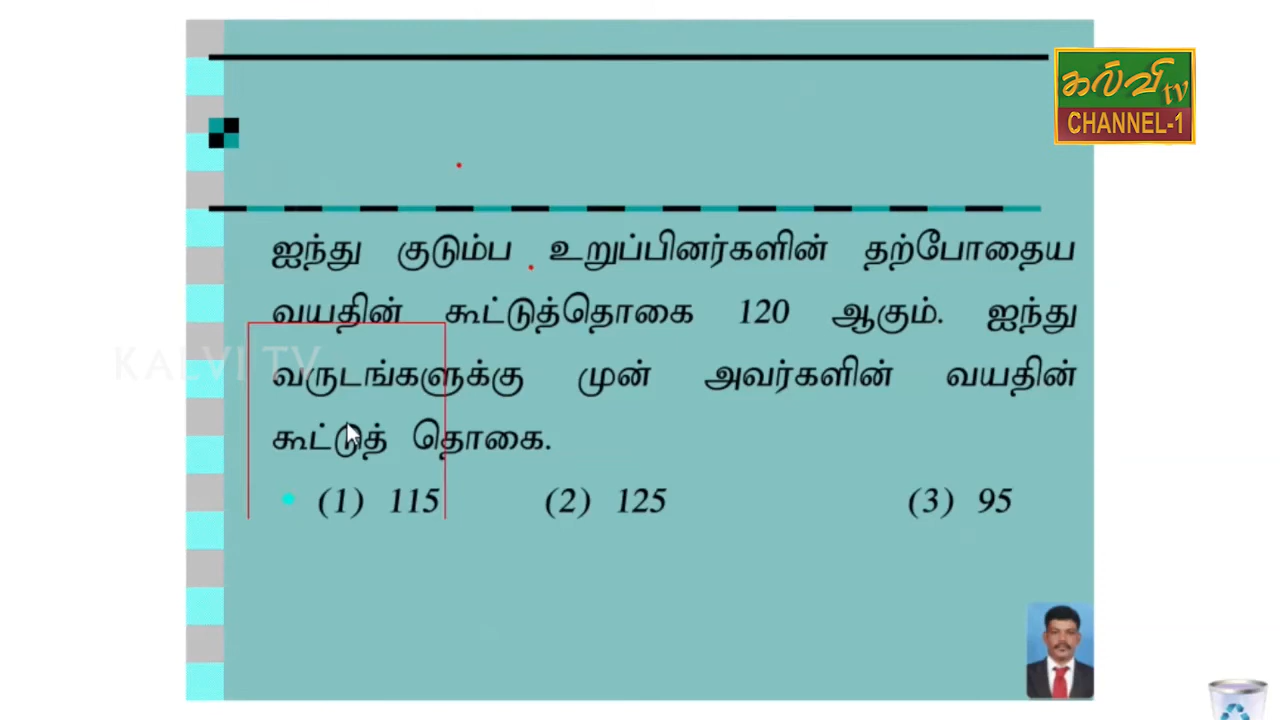 கல்வி tv
CHANNEL-1
ஐந்து குடும்ப உறுப்பினர்களின் தற்போதைய
வயதின் கூட்டுத்தொகை 120 ஆகும். ஐந்து
KALVI TV
வருடங்களுக்கு முன் அவர்களின் வயதின்
கூட்டுத் தொகை.
(1) 115 (2) 125 (3) 95